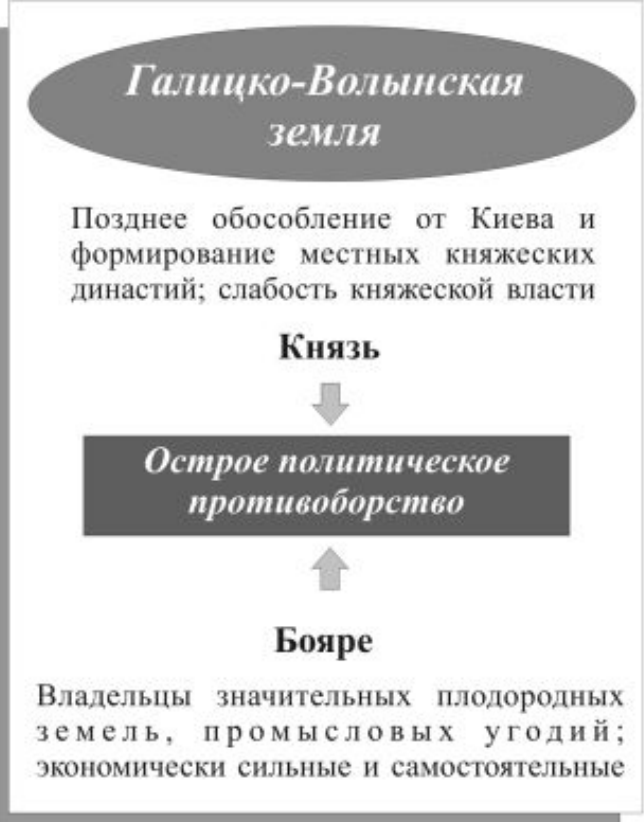 Галицко-Волынская
земля
Позднее обособление от Киева и
формирование местных княжеских
династий; слабость княжеской власти
Князь
Острое политическое
противоборство
Бояре
Владельцы значительных плодородных
земель, промысловых угодий;
экономически сильные и самостоятельные